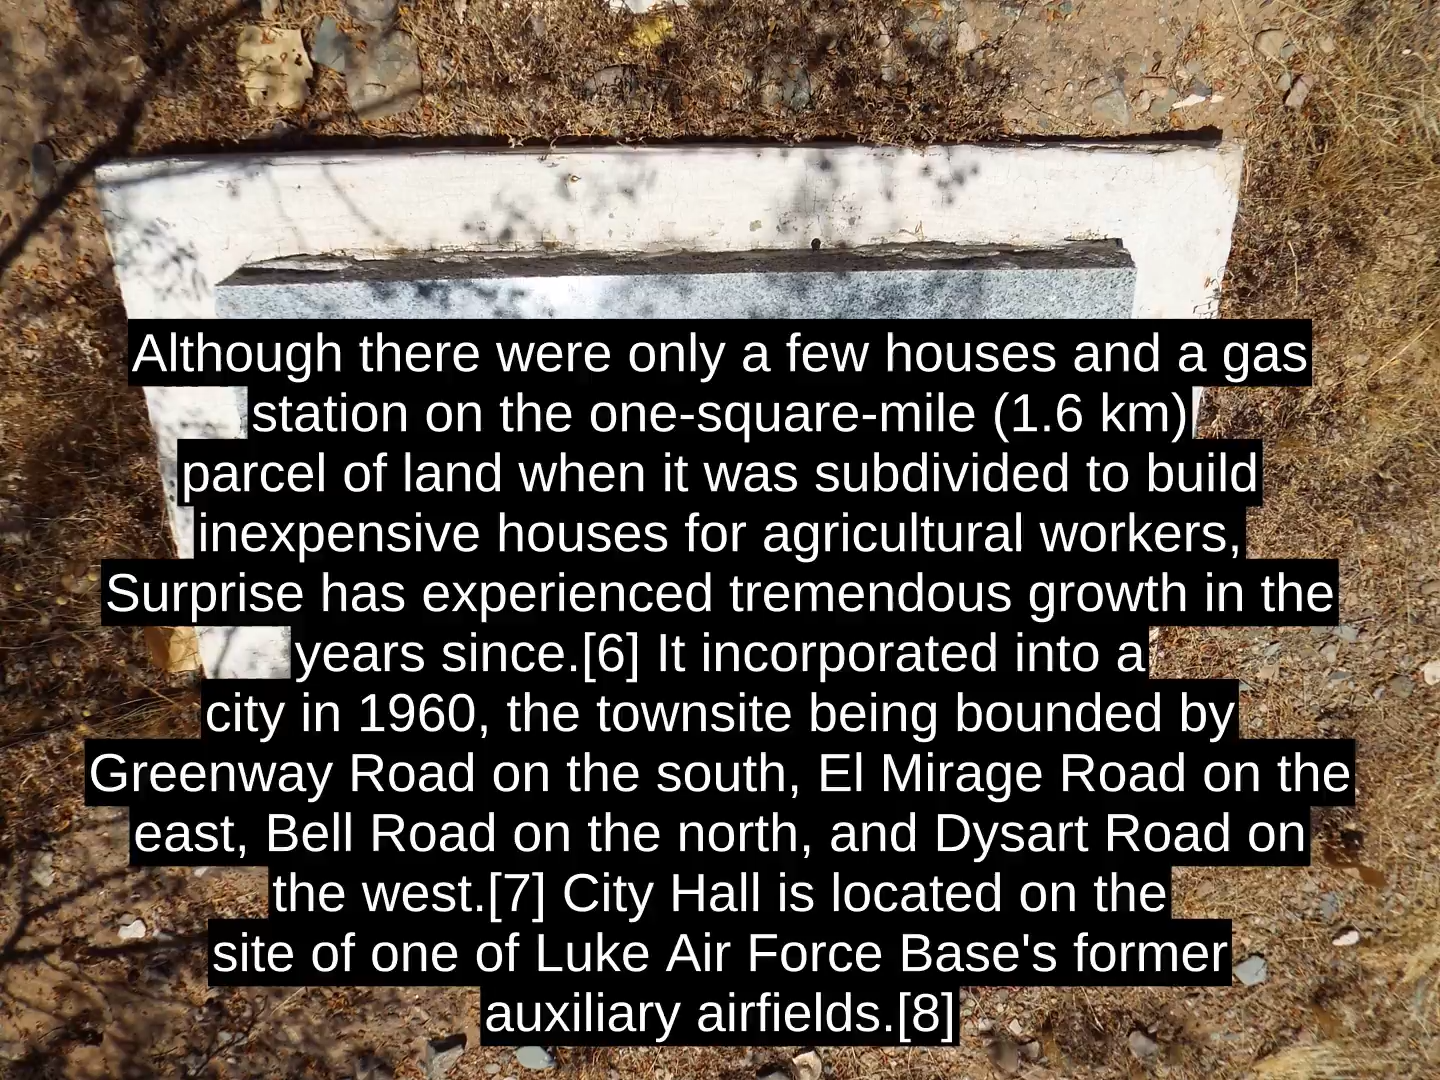 Although there were only a few houses and a gas
station on the one-square-mile (1.6 km)
parcel of land when it was subdivided to build
inexpensive houses for agricultural workers,
Surprise has experienced tremendous growth in the
years since.[6] It incorporated into a
city in 1960, the townsite being bounded by
Greenway Road on the south, El Mirage Road on the
east, Bell Road on the north, and Dysart Road on
the west.[7] City Hall is located on the
site of one of Luke Air Force Base's former
auxiliary airfields.[8]